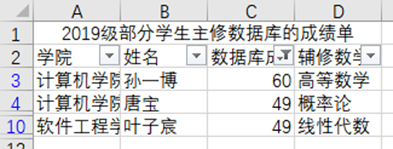 A B C D
1 2019级部分学生主修数据库的成绩单
2 学院 姓名 数据库成 辅修数学
3 计算机学院 孙一博 60 高等数学
4 计算机学院 唐宝 49 概率论
10 软件工程学 叶子宸 49 线性代数